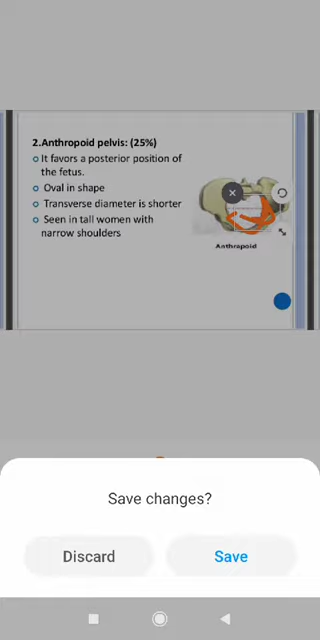 2.Anthropoid pelvis: (25%)
It favors a posterior position of
the fetus.
Oval in shape
Transverse diameter is shorter
Seen in tall women with
narrow shoulders
Anthrapoid
Save changes?
Discard
Save